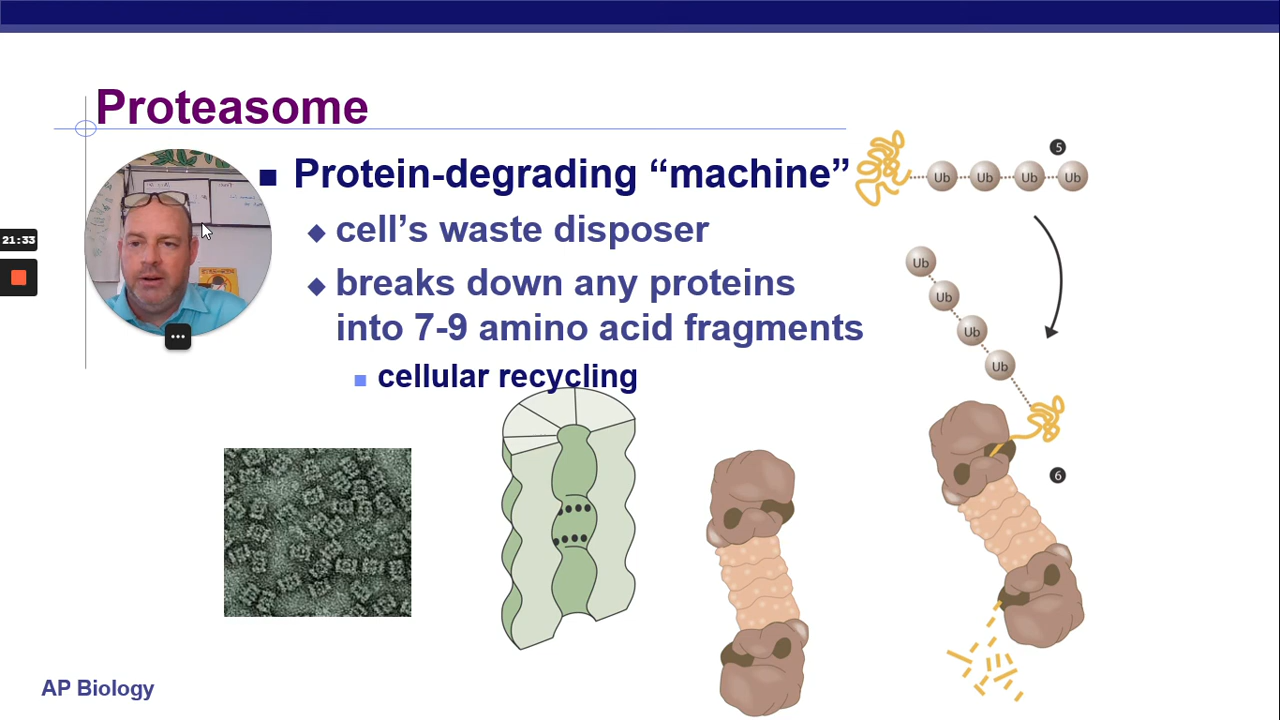 Proteasome
Protein-degrading “machine”
cell’s waste disposer
breaks down any proteins
into 7-9 amino acid fragments
cellular recycling
21:33
5
Ub Ub Ub Ub
Ub
Ub
Ub
Ub
6
AP Biology